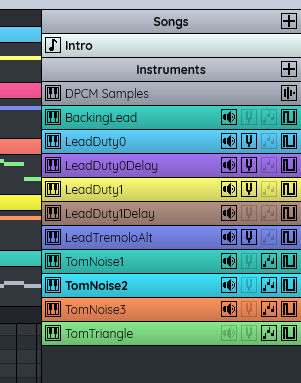 Songs
Intro
Instruments
DPCM Samples
BackingLead
LeadDuty0
LeadDuty0Delay
LeadDuty1
LeadDuty1Delay
LeadTremoloAlt
TomNoise1
TomNoise2
TomNoise3
TomTriangle